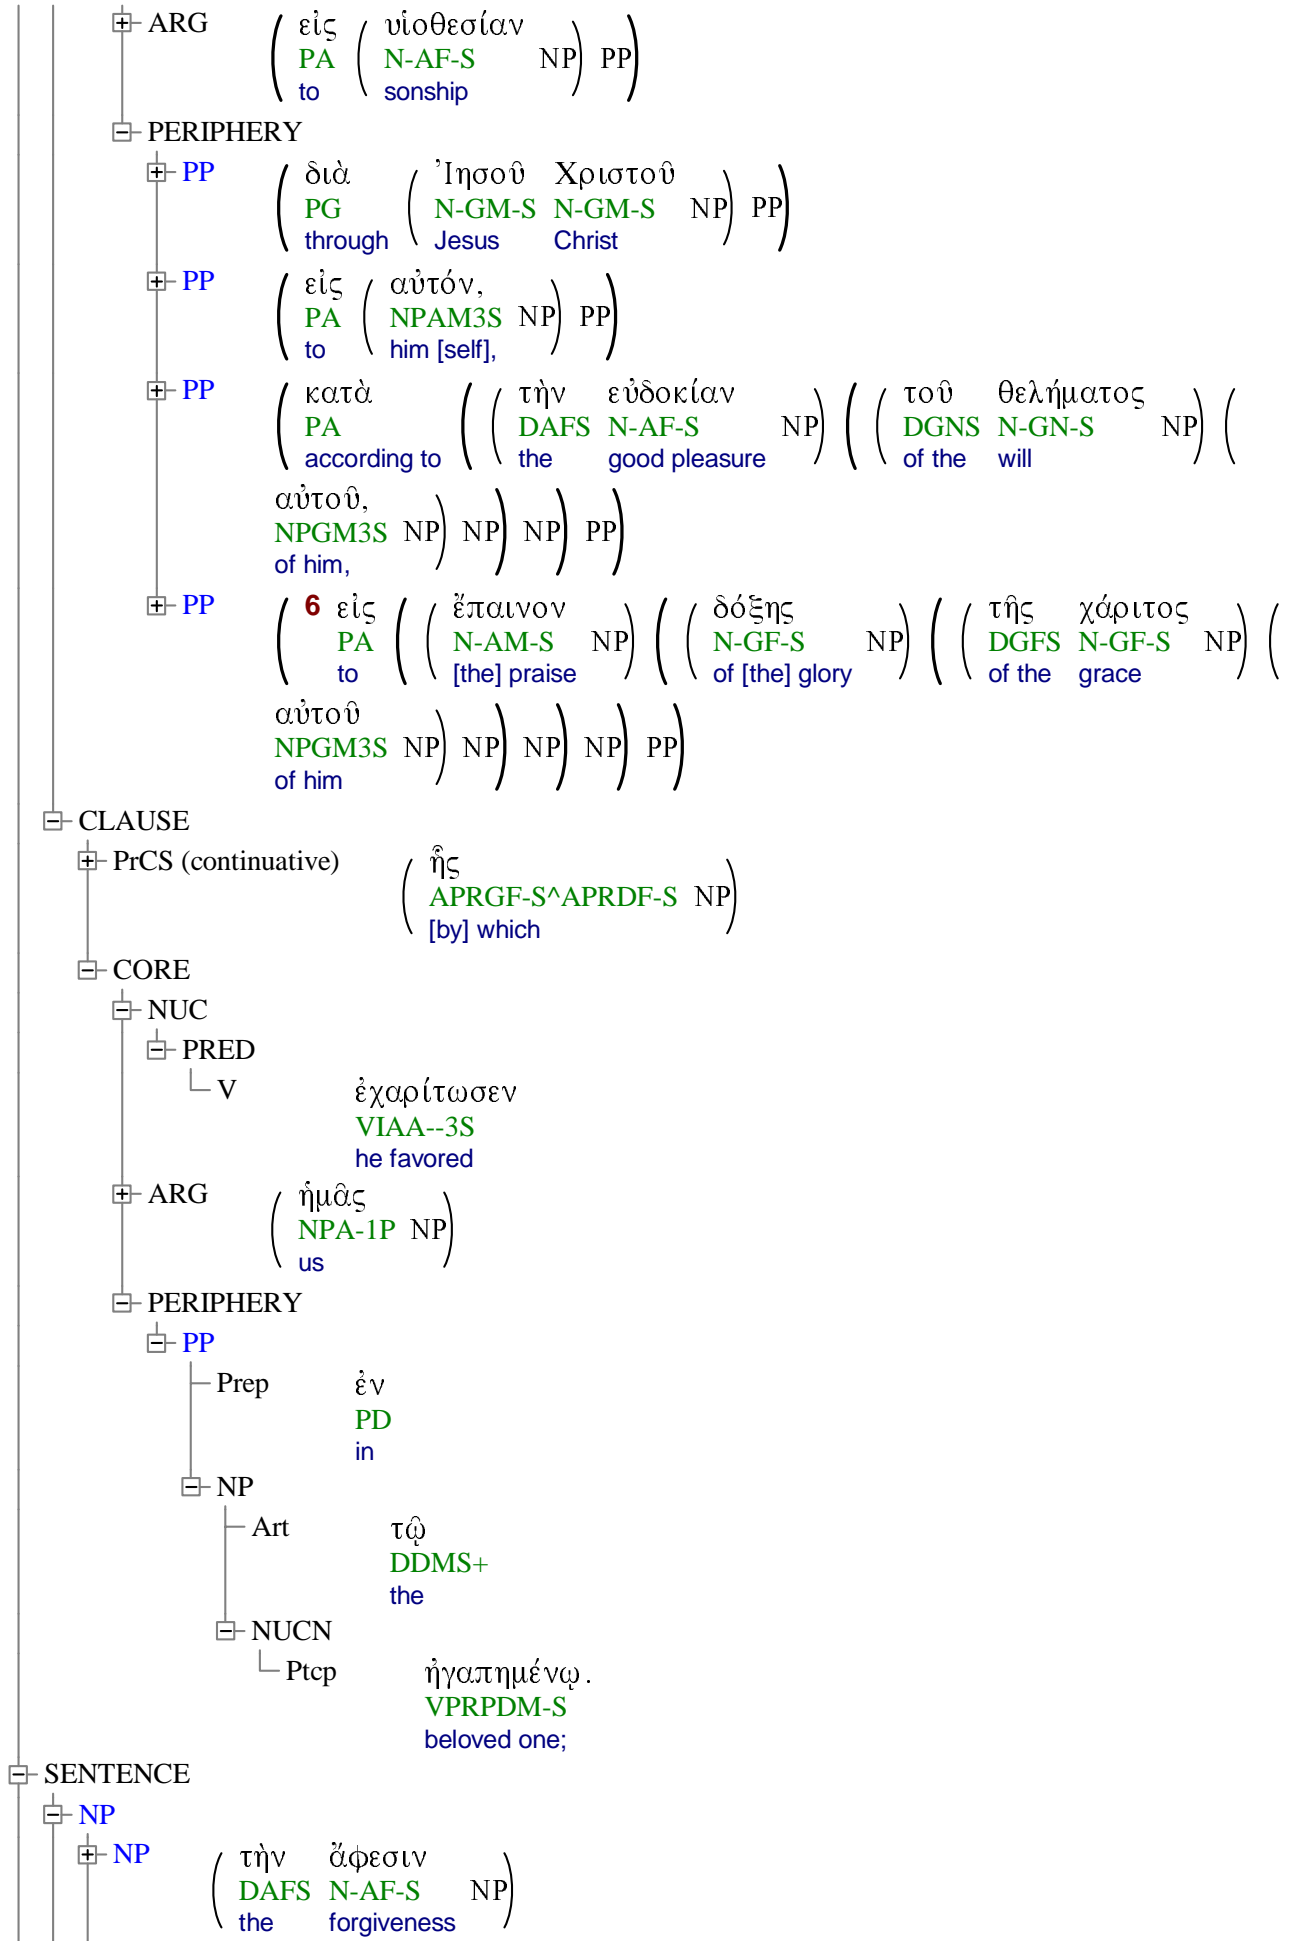 ARG ( εἰς ( υἱοθεσίαν
PA N-AF-S NP) PP)
to sonship
PERIPHERY
PP ( διὰ ( Ἰησοῦ Χριστοῦ
PG N-GM-S N-GM-S NP) PP)
through Jesus Christ
PP ( εἰς ( αὐτόν,
PA NPAM3S NP) PP)
to him [self],
PP ( κατὰ ( ( τὴν εὐδοκίαν ( ( τοῦ θελήματος (
PA DAFS N-AF-S NP) DGNS N-GN-S NP)
according to the good pleasure of the will
αὐτοῦ,
NPGM3S NP) NP) NP) PP)
of him,
PP ( 6 εἰς ( ( ἔπαινον ( ( δόξης ( ( τῆς χάριτος (
PA N-AM-S NP) N-GF-S NP) DGFS N-GF-S NP)
to [the] praise of [the] glory of the grace
αὐτοῦ
NPGM3S NP) NP) NP) NP) PP)
of him
CLAUSE
PrCS (continuative) ( ἧς
APRGF-S^APRDF-S NP)
[by] which
CORE
NUC
PRED
V ἐχαρίτωσεν
VIAA--3S
he favored
ARG ( ἡμᾶς
NPA-1P NP)
us
PERIPHERY
PP
Prep ἐν
PD
in
NP
Art τῷ
DDMS+
the
NUCN
Ptcp ἠγαπημένῳ.
VPRPDM-S
beloved one;
SENTENCE
NP
NP ( τὴν ἄφεσιν
DAFS N-AF-S NP)
the forgiveness